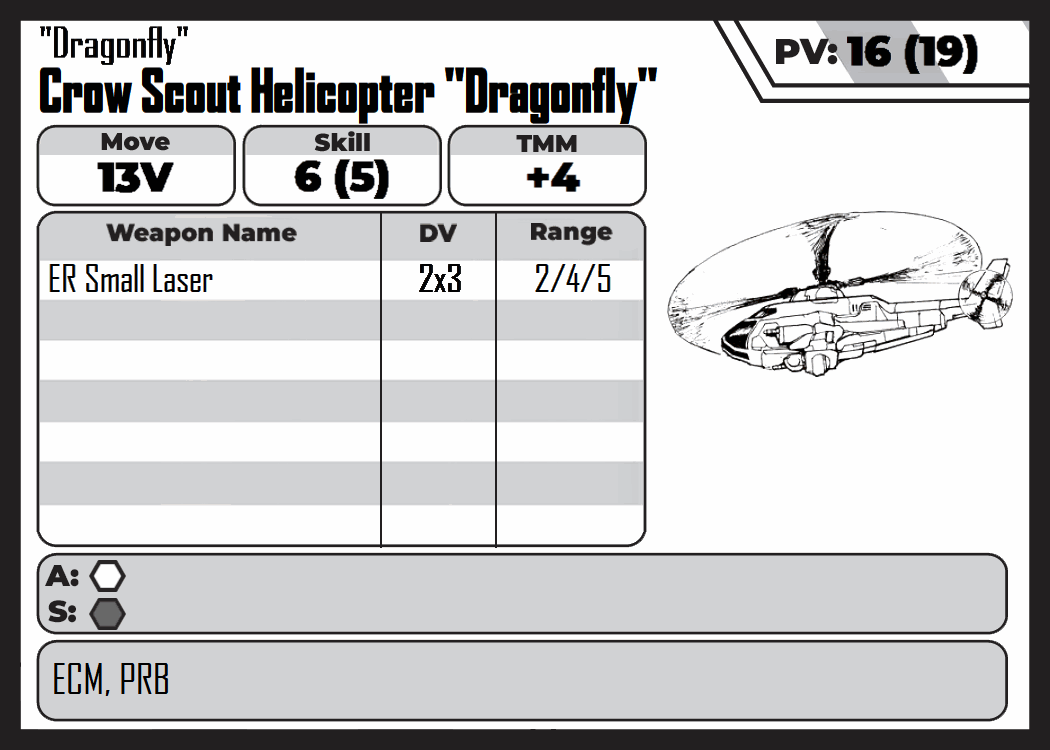 "Dragonfly"
PV: 16 (19)
Crow Scout Helicopter "Dragonfly"
Move Skill TMM
13V 6 (5) +4
Weapon Name DV Range
ER Small Laser 2x3 2/4/5
A:
S:
ECM, PRB